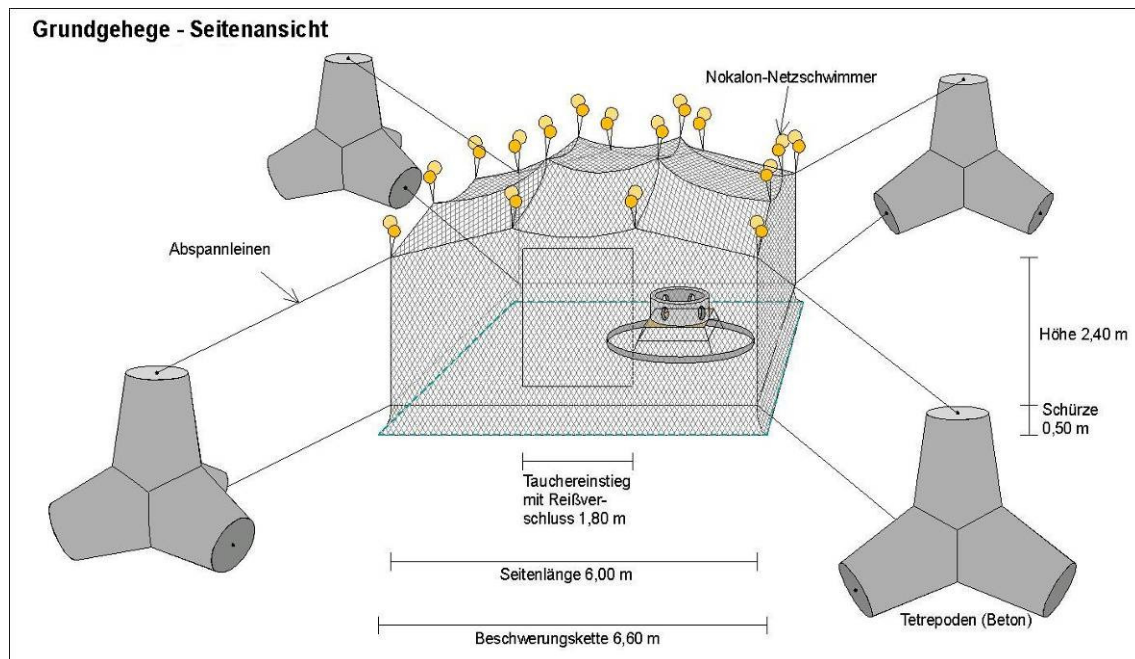 Grundgehege - Seitenansicht
Nokalon-Netzschwimmer
Abspannleinen
Höhe 2,40 m
Schürze
0,50 m
Tauchereinstieg
mit Reißver-
schluss 1,80 m
Seitenlänge 6,00 m
Tetrepoden (Beton)
Beschwerungskette 6,60 m